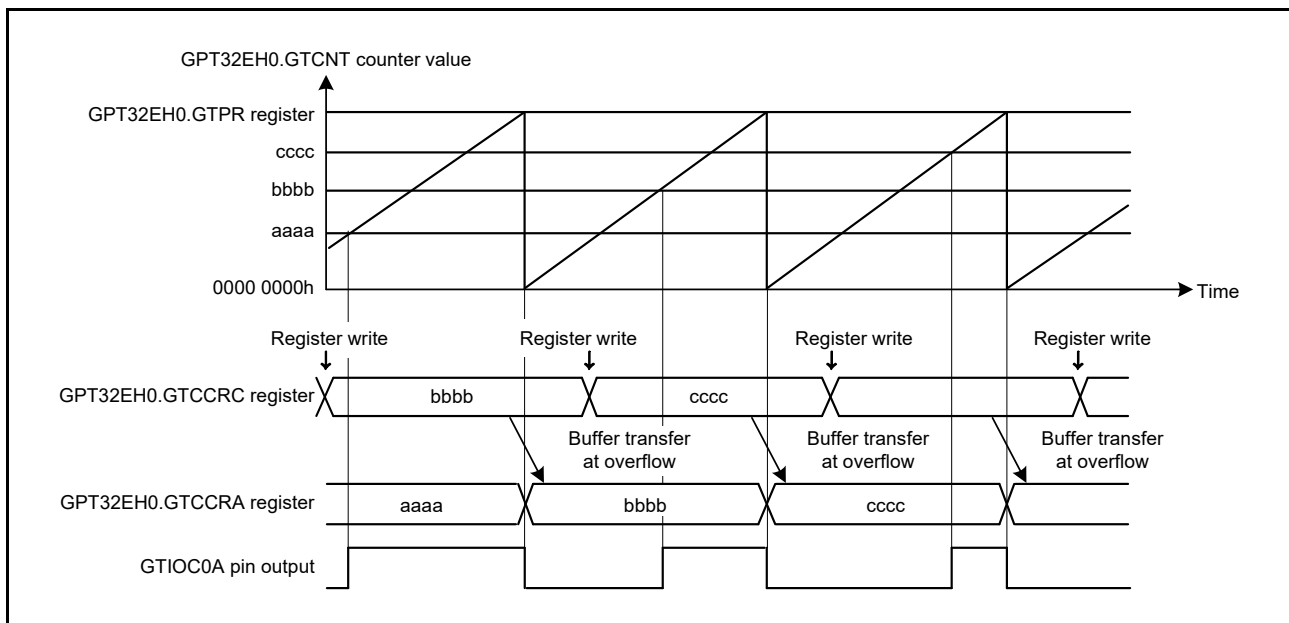 GPT32EH0.GTCNT counter value
GPT32EH0.GTPR register
cccc
bbbb
aaaa
0000 0000h
Time
Register write Register write Register write Register write
GPT32EH0.GTCCRC register bbbb cccc
Buffer transfer Buffer transfer Buffer transfer
at overflow at overflow at overflow
GPT32EH0.GTCCRA register aaaa bbbb cccc
GTIOC0A pin output